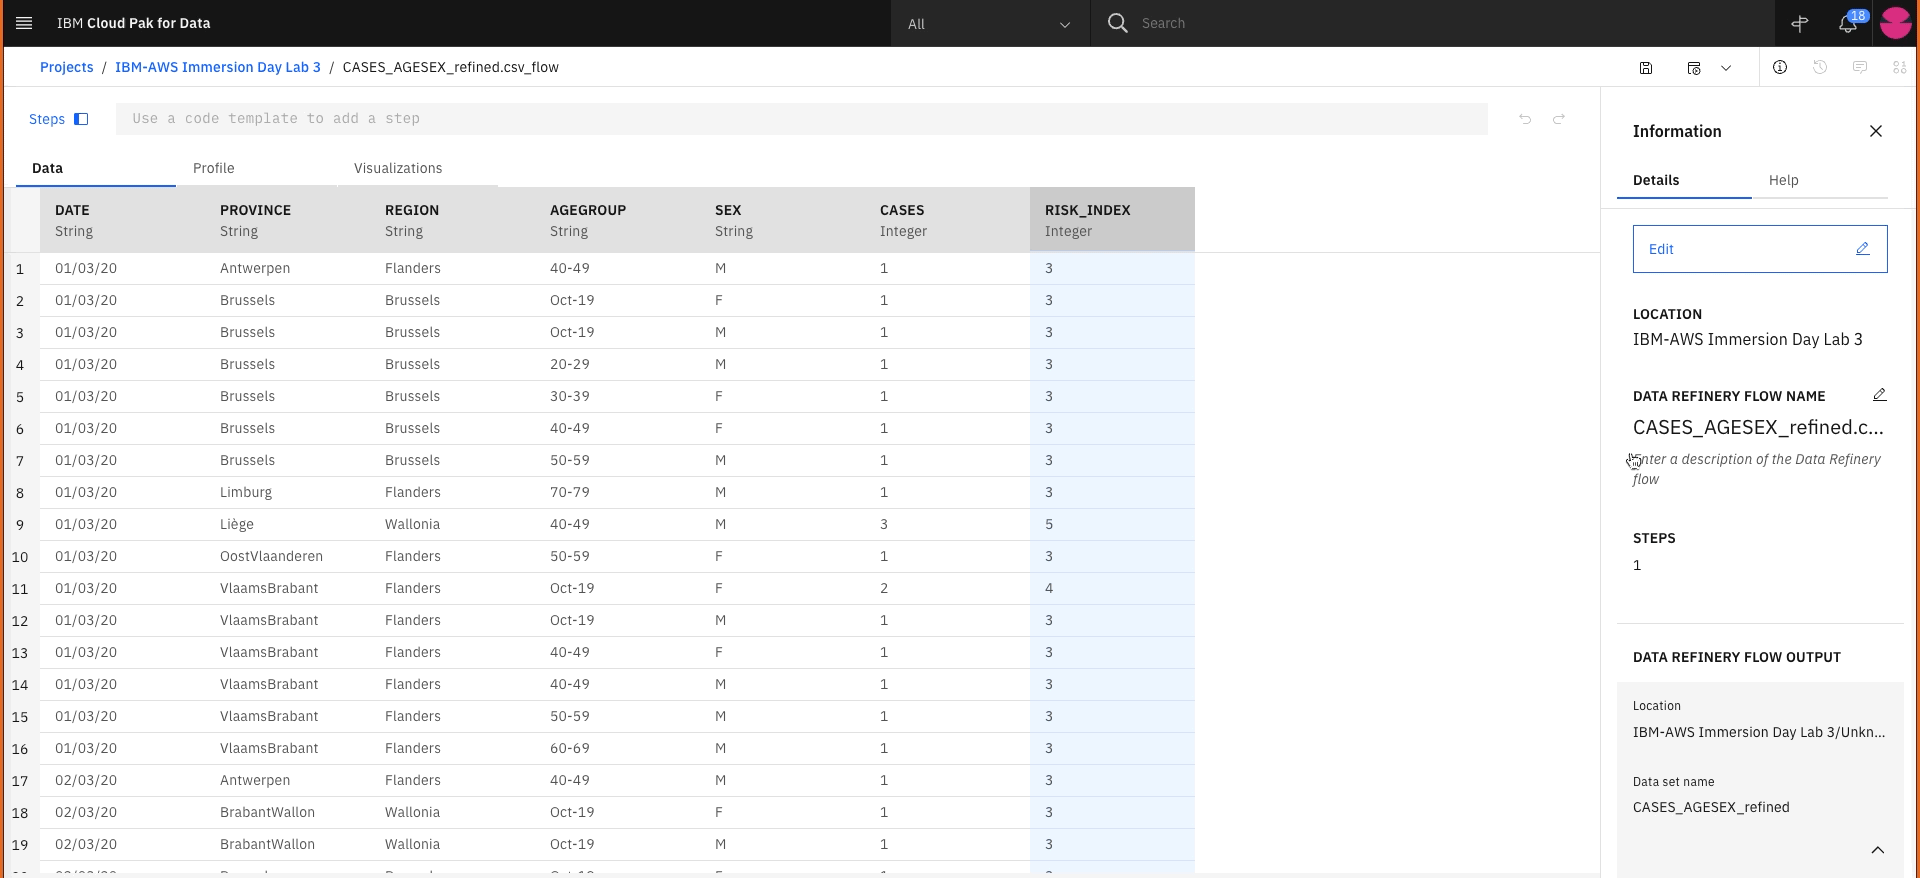 IBM Cloud Pak for Data
All
Search
18
Projects / IBM-AWS Immersion Day Lab 3 / CASES_AGESEX_refined.csv_flow
Steps
Use a code template to add a step
Data Profile Visualizations
DATE PROVINCE REGION AGEGROUP SEX CASES RISK_INDEX
String String String String String Integer Integer
1 01/03/20 Antwerpen Flanders 40-49 M 1 3
2 01/03/20 Brussels Brussels Oct-19 F 1 3
3 01/03/20 Brussels Brussels Oct-19 M 1 3
4 01/03/20 Brussels Brussels 20-29 M 1 3
5 01/03/20 Brussels Brussels 30-39 F 1 3
6 01/03/20 Brussels Brussels 40-49 F 1 3
7 01/03/20 Brussels Brussels 50-59 M 1 3
8 01/03/20 Limburg Flanders 70-79 M 1 3
9 01/03/20 Liège Wallonia 40-49 M 3 5
10 01/03/20 OostVlaanderen Flanders 50-59 F 1 3
11 01/03/20 VlaamsBrabant Flanders Oct-19 F 2 4
12 01/03/20 VlaamsBrabant Flanders Oct-19 M 1 3
13 01/03/20 VlaamsBrabant Flanders 40-49 F 1 3
14 01/03/20 VlaamsBrabant Flanders 40-49 M 1 3
15 01/03/20 VlaamsBrabant Flanders 50-59 M 1 3
16 01/03/20 VlaamsBrabant Flanders 60-69 M 1 3
17 02/03/20 Antwerpen Flanders 40-49 M 1 3
18 02/03/20 BrabantWallon Wallonia Oct-19 F 1 3
19 02/03/20 BrabantWallon Wallonia Oct-19 M 1 3
Information
Details Help
Edit
LOCATION
IBM-AWS Immersion Day Lab 3
DATA REFINERY FLOW NAME
CASES_AGESEX_refined.c...
Enter a description of the Data Refinery
flow
STEPS
1
DATA REFINERY FLOW OUTPUT
Location
IBM-AWS Immersion Day Lab 3/Unkn...
Data set name
CASES_AGESEX_refined